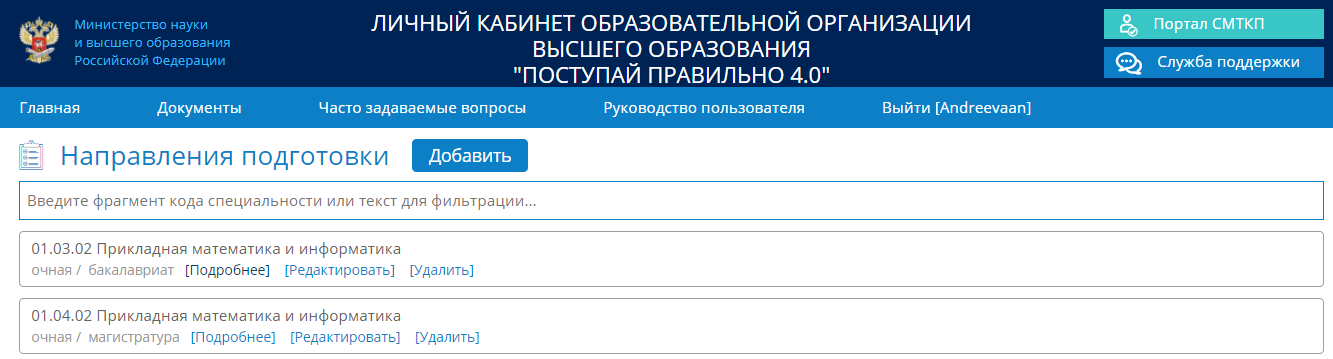 Министерство науки
и высшего образования
Российской Федерации
ЛИЧНЫЙ КАБИНЕТ ОБРАЗОВАТЕЛЬНОЙ ОРГАНИЗАЦИИ
ВЫСШЕГО ОБРАЗОВАНИЯ
"ПОСТУПАЙ ПРАВИЛЬНО 4.0"
Портал СМТКП
Служба поддержки
Главная Документы Часто задаваемые вопросы Руководство пользователя Выйти [Andreevaan]
Направления подготовки Добавить
Введите фрагмент кода специальности или текст для фильтрации...
01.03.02 Прикладная математика и информатика
очная / бакалавриат [Подробнее] [Редактировать] [Удалить]
01.04.02 Прикладная математика и информатика
очная / магистратура [Подробнее] [Редактировать] [Удалить]